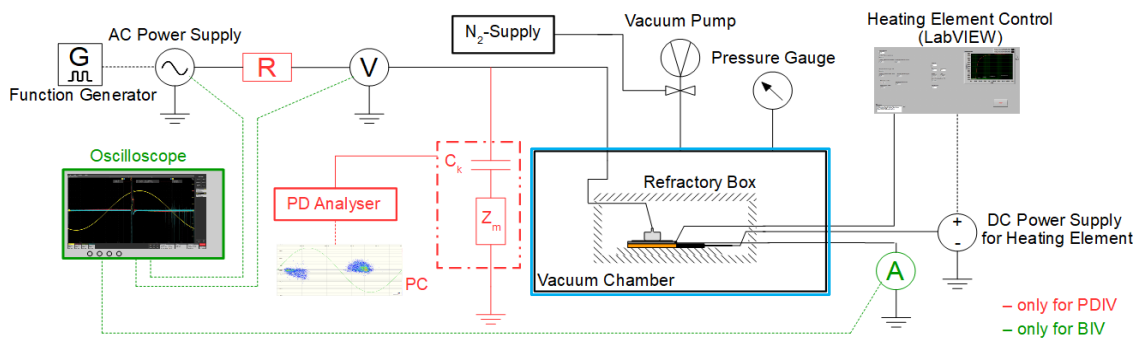 AC Power Supply
G
Function Generator
R
V
N₂-Supply
Vacuum Pump
Pressure Gauge
Heating Element Control
(LabVIEW)
Oscilloscope
PD Analyser
PC
Cₖ
Zₘ
Refractory Box
Vacuum Chamber
+
-
DC Power Supply
for Heating Element
A
– only for PDIV
– only for BIV